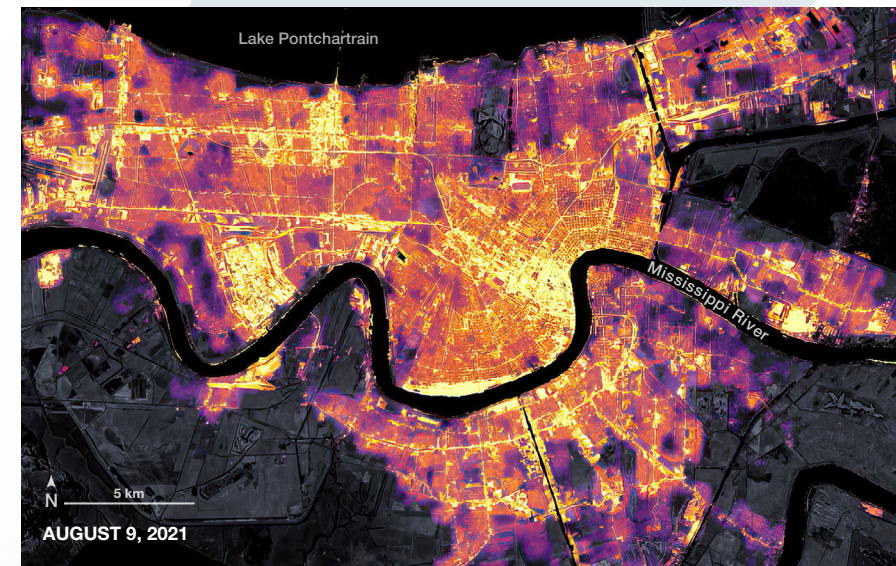 Lake Pontchartrain
Mississippi River
N
5 km
AUGUST 9, 2021